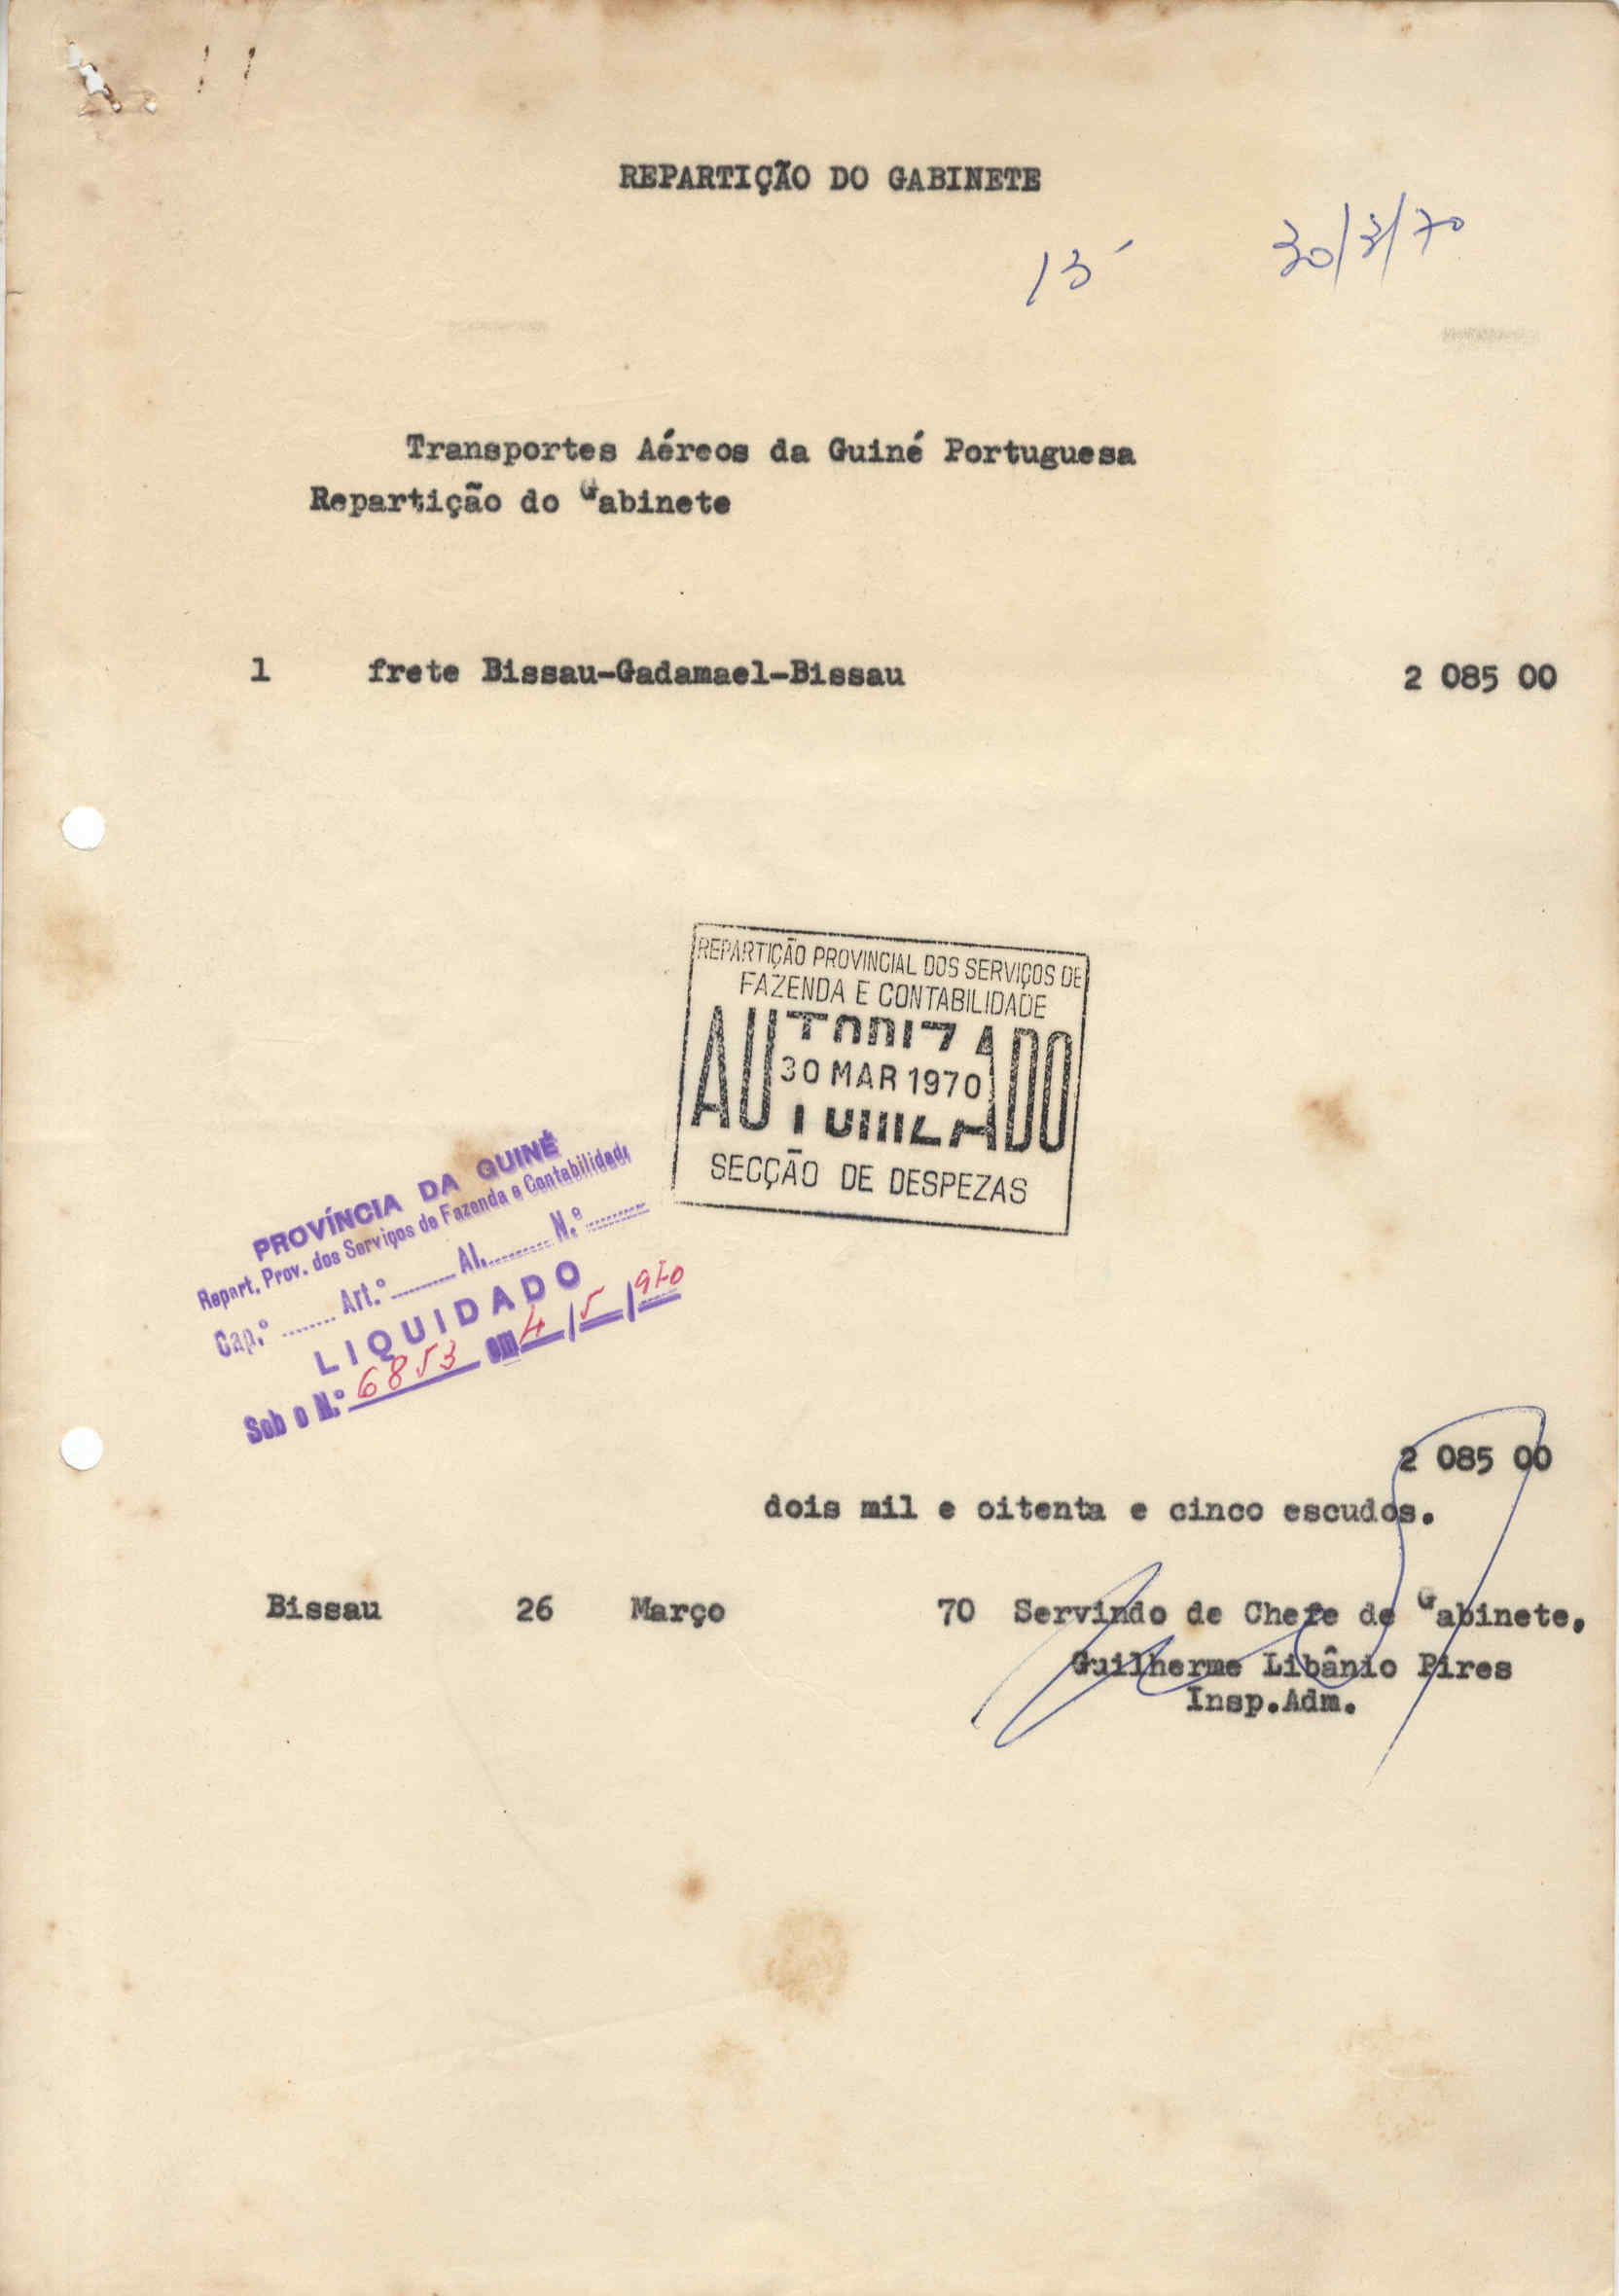 REPARTIÇÃO DO GABINETE
13 30/3/70
Transportes Aéreos da Guiné Portuguesa
Repartição do Gabinete
1 frete Bissau-Gadamael-Bissau 2 085 00
REPARTIÇÃO PROVINCIAL DOS SERVIÇOS DE
FAZENDA E CONTABILIDADE
AUTORIZADO
30 MAR 1970
SECÇÃO DE DESPEZAS
PROVÍNCIA DA GUINÉ
Repart. Prov. dos Serviços de Fazenda e Contabilidade
Cap.º Art.º Al. N.º
LIQUIDADO
Sob o N.º 6853 em 4/5/970
2 085 00
dois mil e oitenta e cinco escudos.
Bissau 26 Março 70 Servindo de Chefe de Gabinete,
Guilherme Libânio Pires
Insp.Adm.